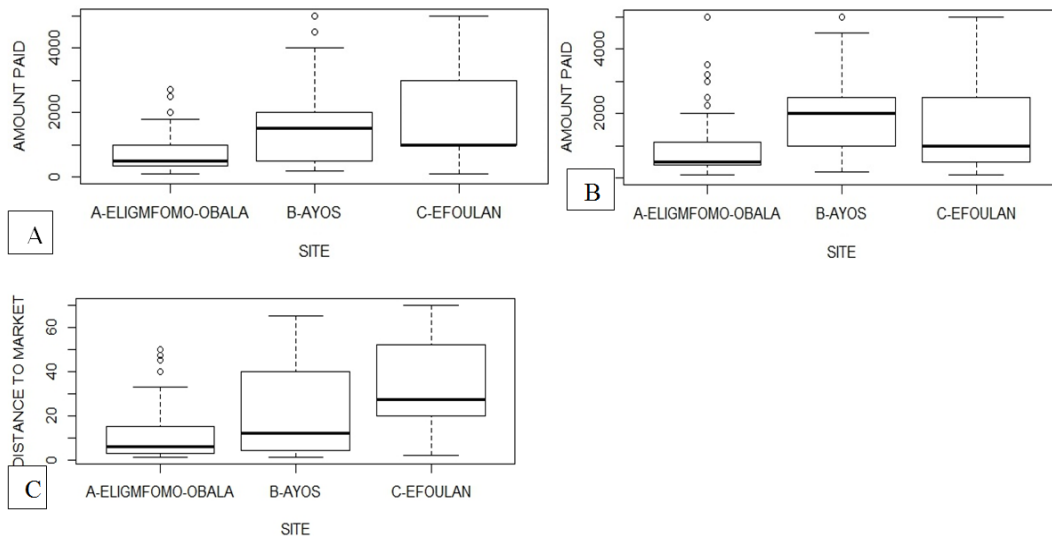 AMOUNT PAID
0
2000
4000
A-ELIGMFOMO-OBALA B-AYOS C-EFOULAN
SITE
A
AMOUNT PAID
2000
4000
A-ELIGMFOMO-OBALA B-AYOS C-EFOULAN
SITE
B
DISTANCE TO MARKET
0
20
40
60
A-ELIGMFOMO-OBALA B-AYOS C-EFOULAN
SITE
C